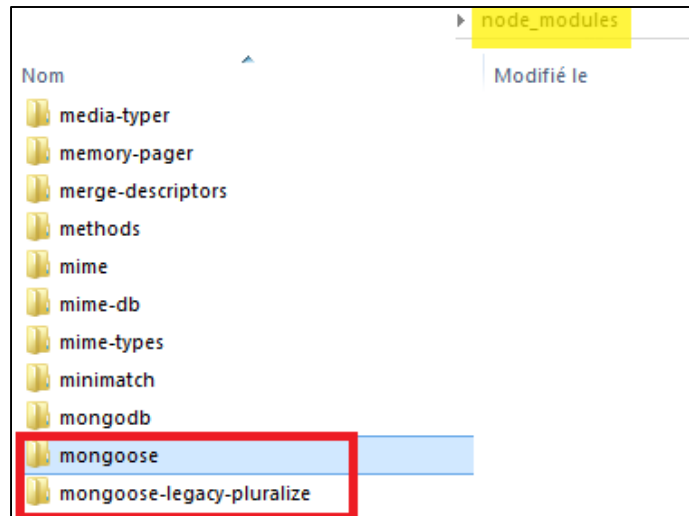 node_modules
Nom Modifié le
media-typer
memory-pager
merge-descriptors
methods
mime
mime-db
mime-types
minimatch
mongodb
mongoose
mongoose-legacy-pluralize